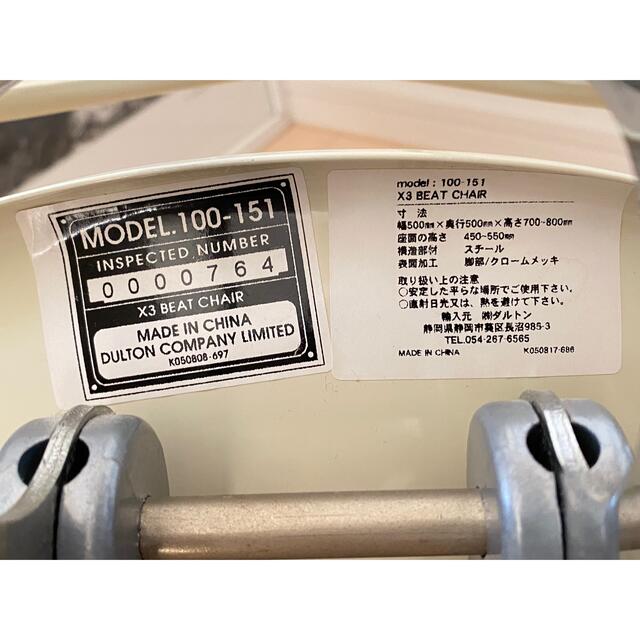 MODEL.100-151
INSPECTED.NUMBER
0000764
X3 BEAT CHAIR
MADE IN CHINA
DULTON COMPANY LIMITED
K050808-697
model : 100-151
X3 BEAT CHAIR
寸 法
幅500mm×奥行500mm×高さ700~800mm
座面の高さ 450~550mm
構造部材 スチール
表面加工 脚部/クロームメッキ
取り扱い上の注意
○安定した平らな場所でご使用下さい。
○直射日光又は、熱を避けて下さい。
輸入元 ㈱ダルトン
静岡県静岡市葵区長沼985-3
TEL.054-267-6565
MADE IN CHINA K050817-686